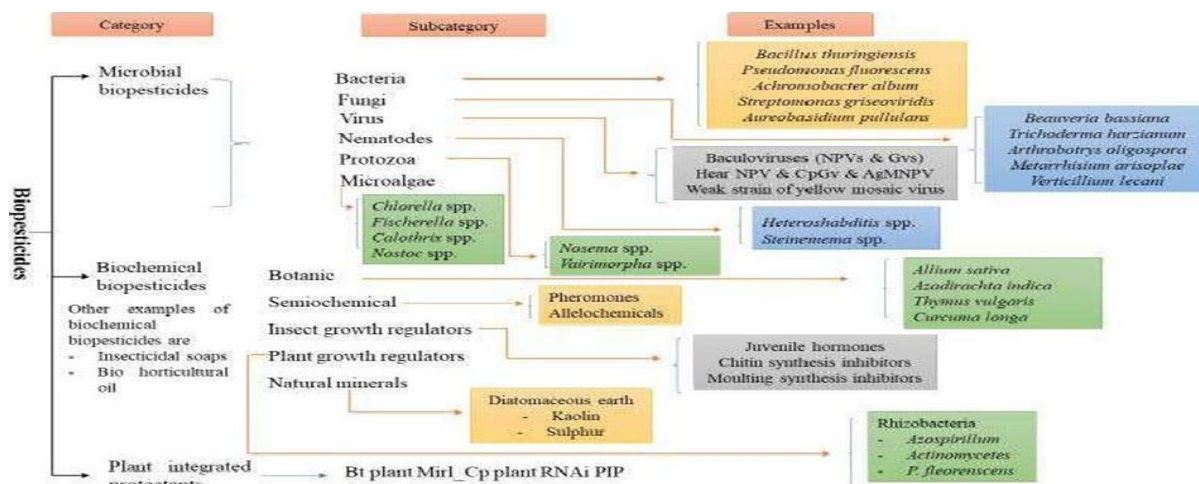 Category
Subcategory
Examples
Biopesticides
Microbial
biopesticides
Bacteria
Fungi
Virus
Nematodes
Protozoa
Microalgae
Bacillus thuringiensis
Pseudomonas fluorescens
Achromobacter album
Streptomonas griseoviridis
Aureobasidium pullulans
Beauveria bassiana
Trichoderma harzianum
Arthrobotrys oligospora
Metarrhisium arisoplae
Verticillium lecani
Baculoviruses (NPVs & Gvs)
Hear NPV & CpGv & AgMNPV
Weak strain of yellow mosaic virus
Chlorella spp.
Fischerella spp.
Calothrix spp.
Nostoc spp.
Heteroshabditis spp.
Steinemema spp.
Nosema spp.
Vairimorpha spp.
Biochemical
biopesticides
Other examples of
biochemical
biopesticides are
- Insecticidal soaps
- Bio horticultural
oil
Botanic
Semiochemical
Insect growth regulators
Plant growth regulators
Natural minerals
Allium sativa
Azadirachta indica
Thymus vulgaris
Curcuma longa
Pheromones
Allelochemicals
Juvenile hormones
Chitin synthesis inhibitors
Moulting synthesis inhibitors
Diatomaceous earth
- Kaolin
- Sulphur
Rhizobacteria
- Azospirillum
- Actinomycetes
- P. fleorenscens
Plant integrated
protectants
Bt plant Mirl_Cp plant RNAi PIP